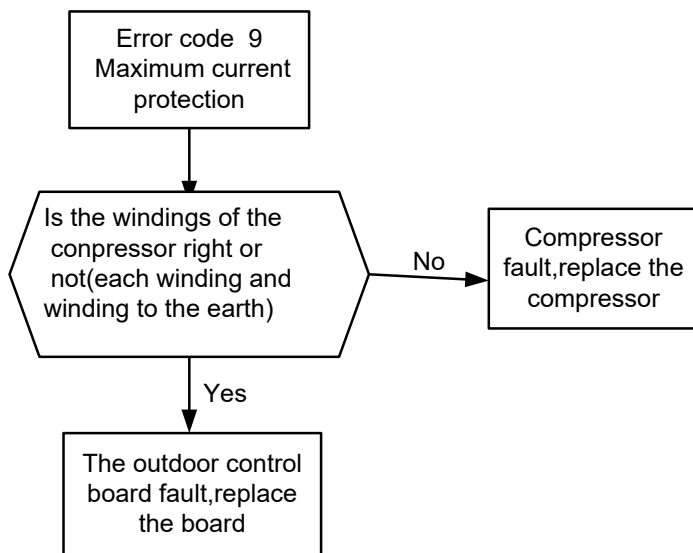 Error code 9
Maximum current
protection
Is the windings of the
conpressor right or
not(each winding and
winding to the earth)
No
Compressor
fault,replace the
compressor
Yes
The outdoor control
board fault,replace
the board